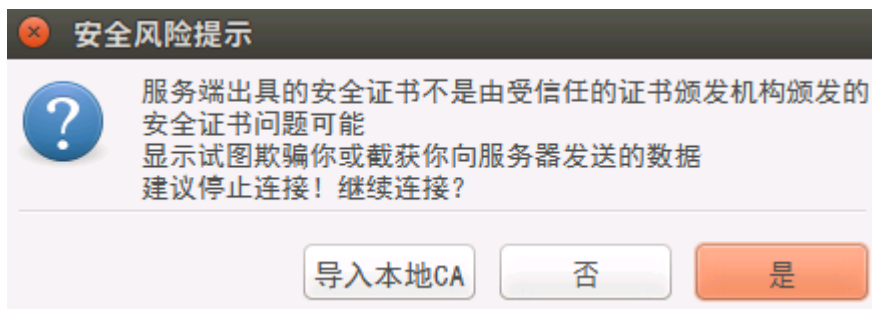 安全风险提示
服务端出具的安全证书不是由受信任的证书颁发机构颁发的
安全证书问题可能
显示试图欺骗你或截获你向服务器发送的数据
建议停止连接！继续连接？
导入本地CA 否 是